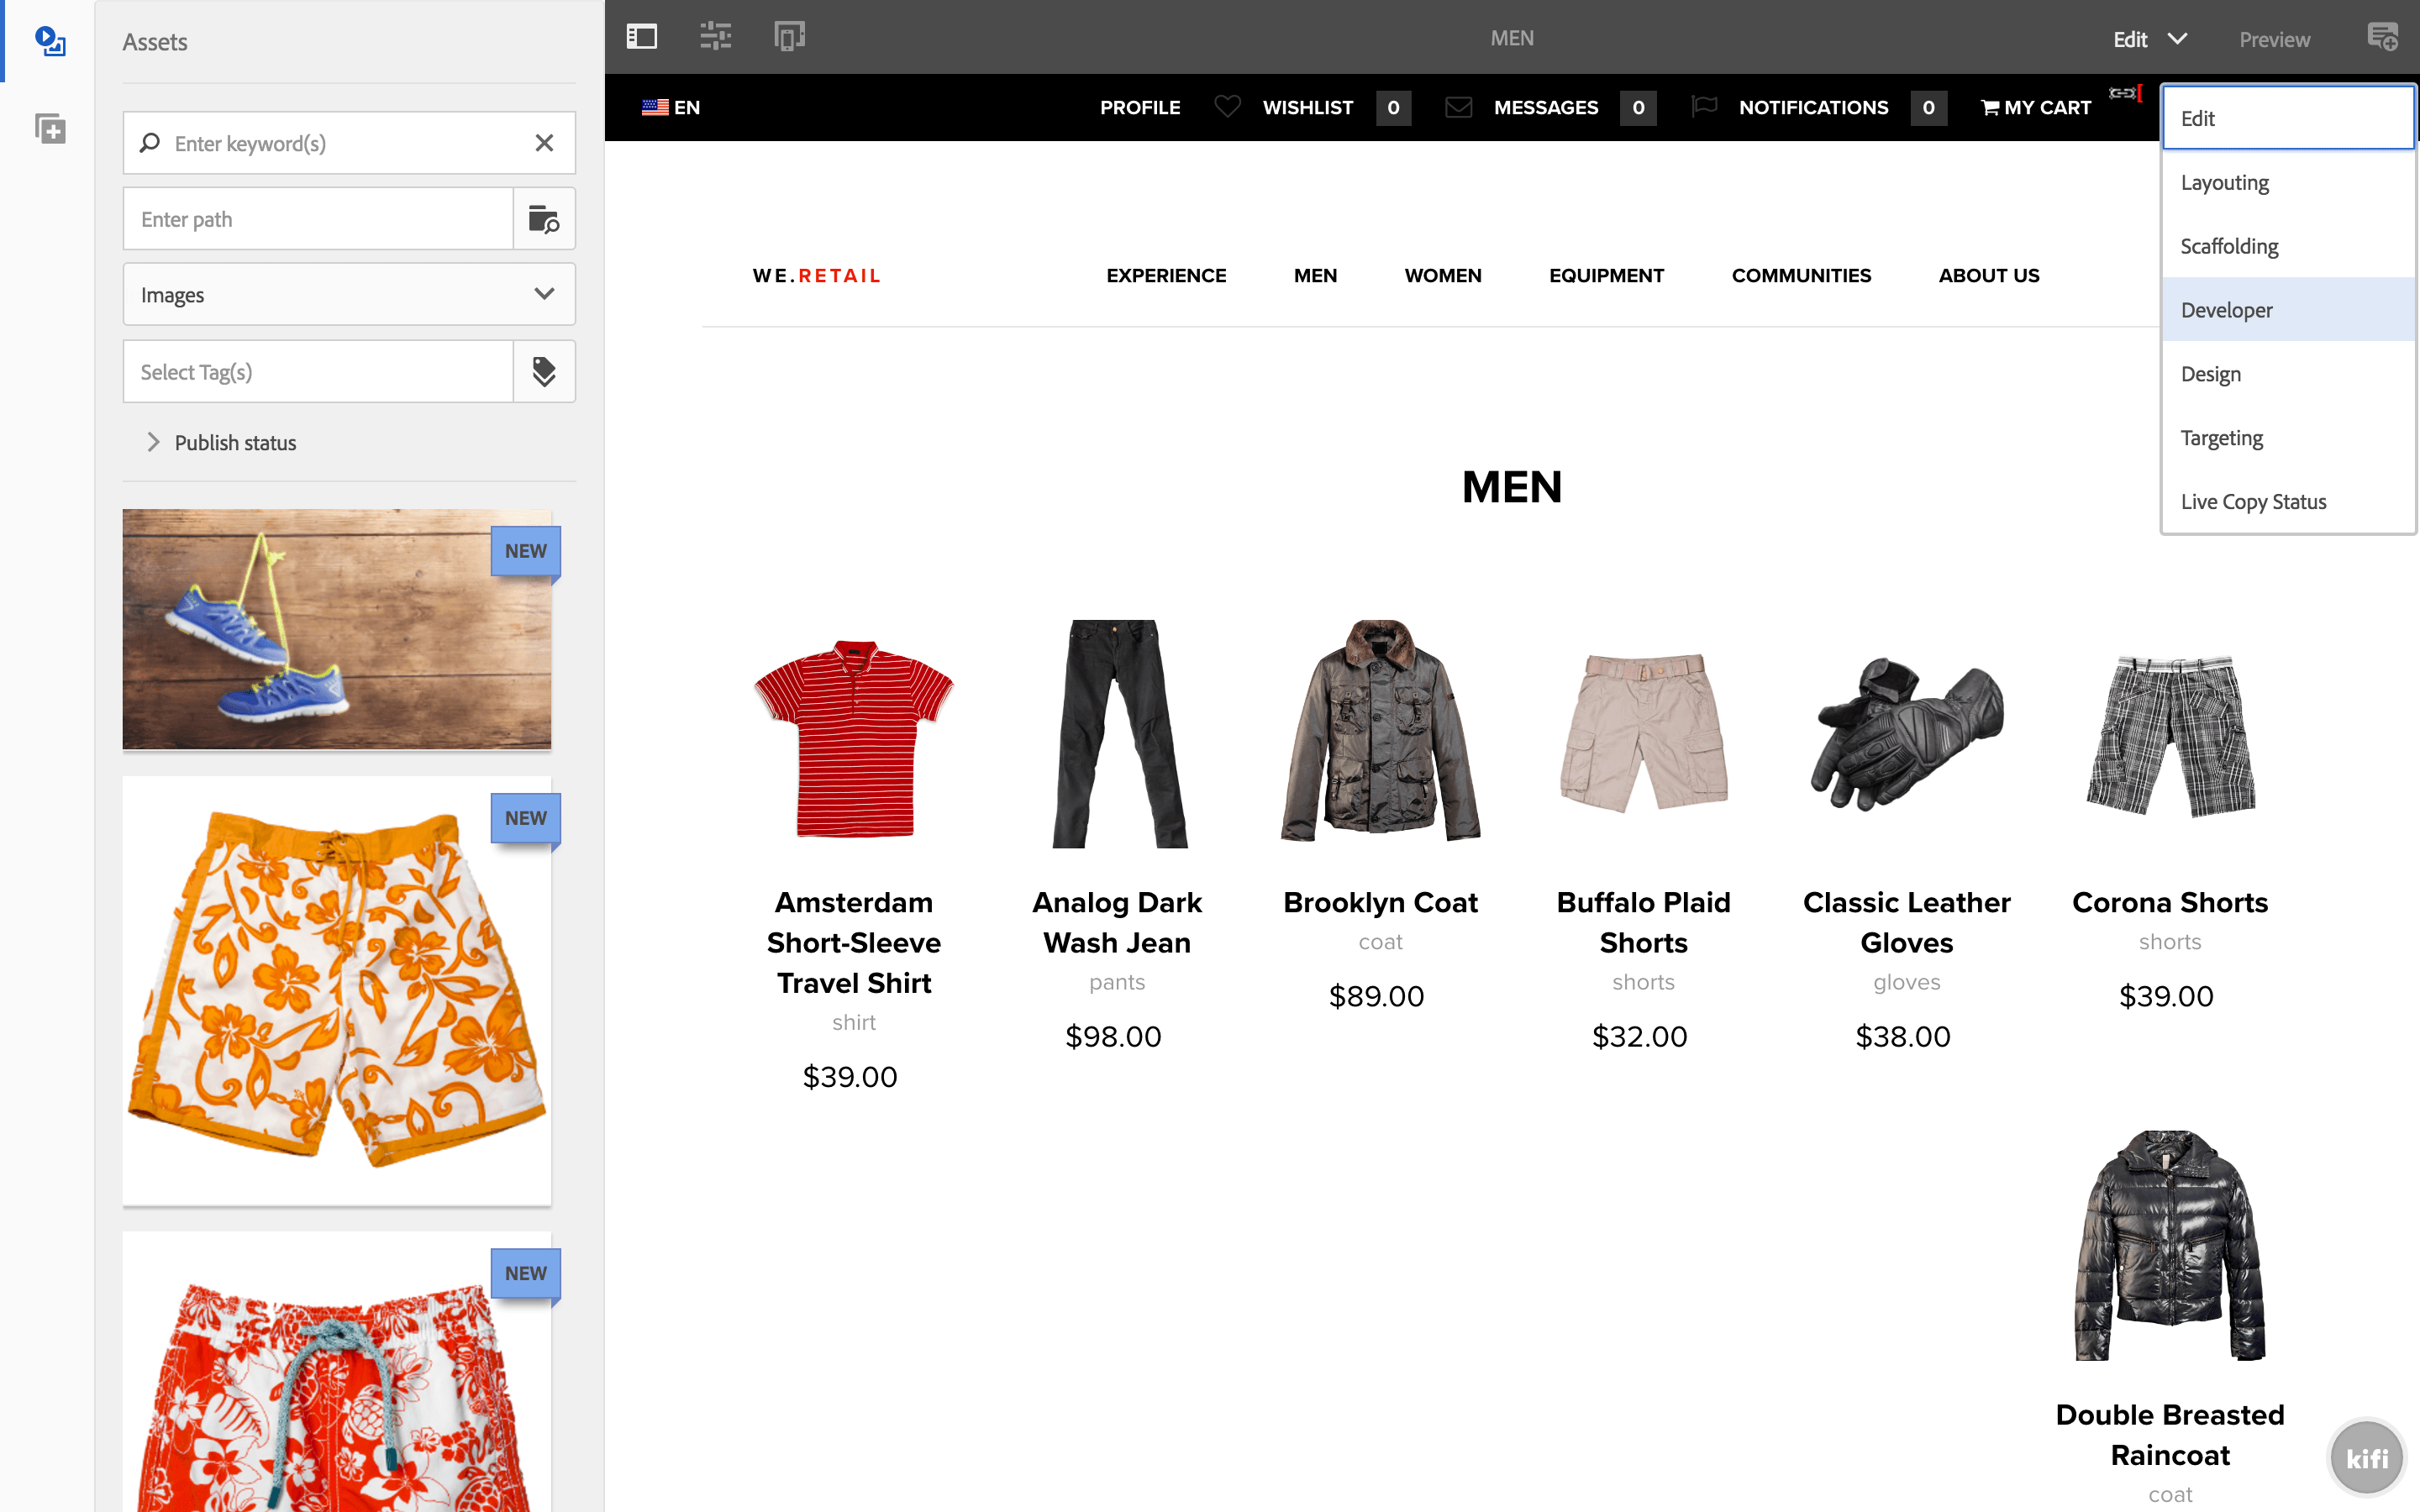 Assets
Enter keyword(s)
Enter path
Images
Select Tag(s)
Publish status
NEW
NEW
NEW
MEN
Edit
Preview
EN
PROFILE
WISHLIST 0
MESSAGES 0
NOTIFICATIONS 0
MY CART
Edit
Layouting
Scaffolding
Developer
Design
Targeting
Live Copy Status
WE.RETAIL
EXPERIENCE
MEN
WOMEN
EQUIPMENT
COMMUNITIES
ABOUT US
MEN
Amsterdam
Short-Sleeve
Travel Shirt
shirt
$39.00
Analog Dark
Wash Jean
pants
$98.00
Brooklyn Coat
coat
$89.00
Buffalo Plaid
Shorts
shorts
$32.00
Classic Leather
Gloves
gloves
$38.00
Corona Shorts
shorts
$39.00
Double Breasted
Raincoat
coat
kifi